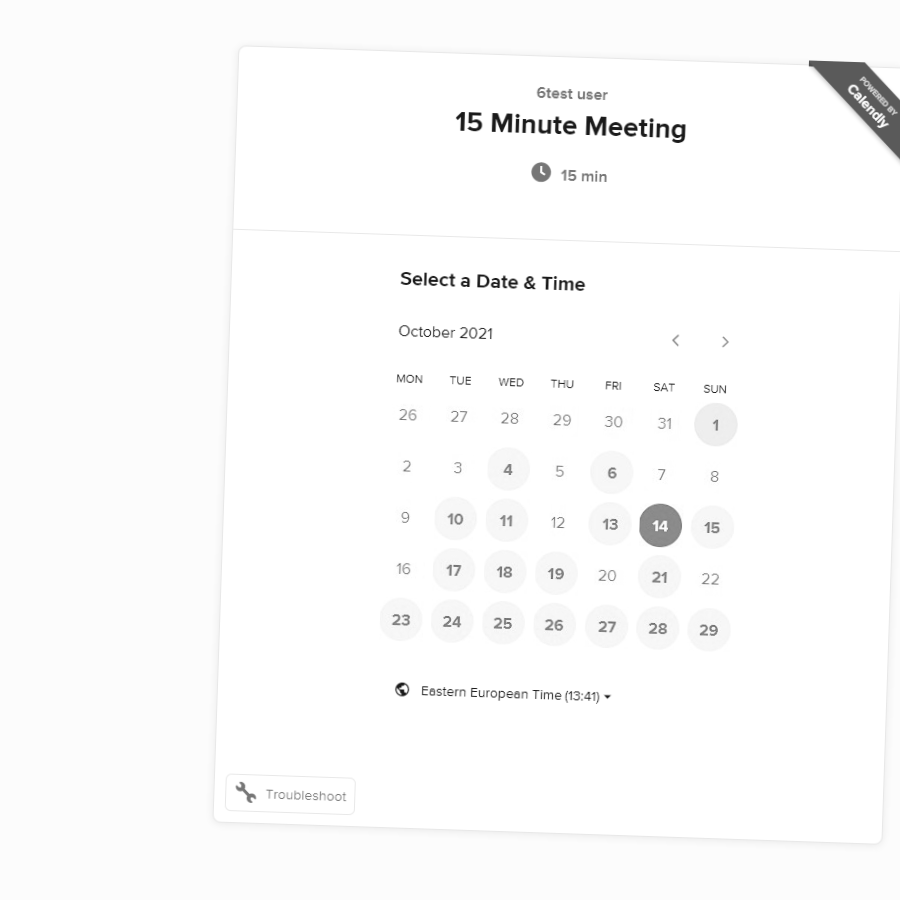 6test user
15 Minute Meeting
15 min
POWERED BY
Calendly
Select a Date & Time
October 2021
MON TUE WED THU FRI SAT SUN
26 27 28 29 30 31 1
2 3 4 5 6 7 8
9 10 11 12 13 14 15
16 17 18 19 20 21 22
23 24 25 26 27 28 29
Eastern European Time (13:41)
Troubleshoot